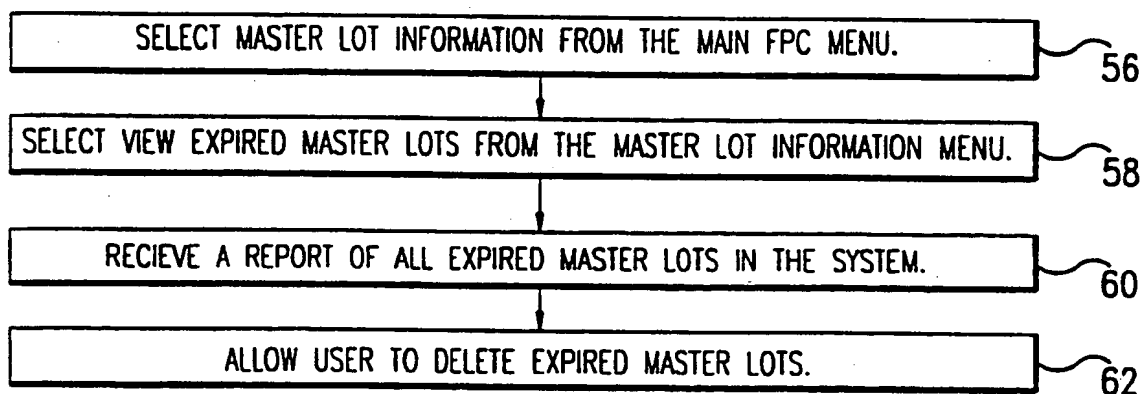 SELECT MASTER LOT INFORMATION FROM THE MAIN FPC MENU.
56
SELECT VIEW EXPIRED MASTER LOTS FROM THE MASTER LOT INFORMATION MENU.
58
RECIEVE A REPORT OF ALL EXPIRED MASTER LOTS IN THE SYSTEM.
60
ALLOW USER TO DELETE EXPIRED MASTER LOTS.
62